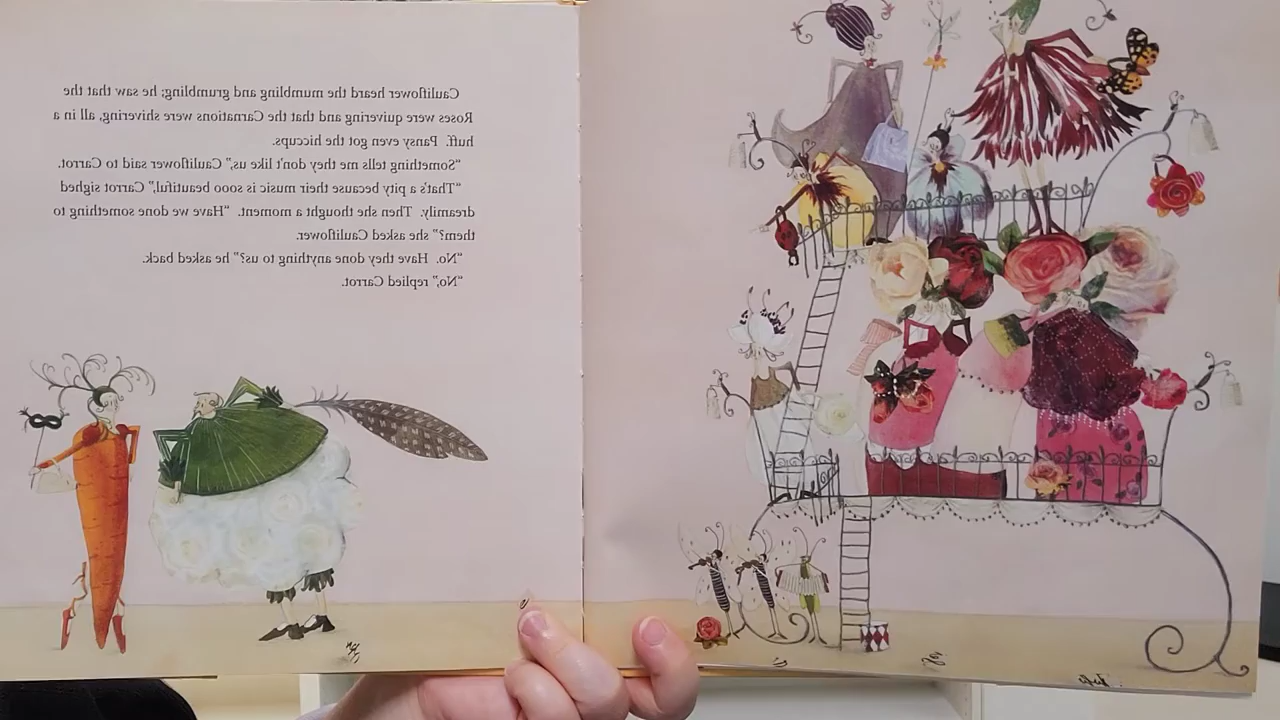 Cauliflower heard the mumbling and grumbling; he saw that the
Roses were quivering and that the Carnations were shivering, all in a
huff. Pansy even got the hiccups.
“Something tells me they don't like us,” Cauliflower said to Carrot.
“That's a pity because their music is sooo beautiful,” Carrot sighed
dreamily. Then she thought a moment. “Have we done something to
them?” she asked Cauliflower.
“No. Have they done anything to us?” he asked back.
“No,” replied Carrot.